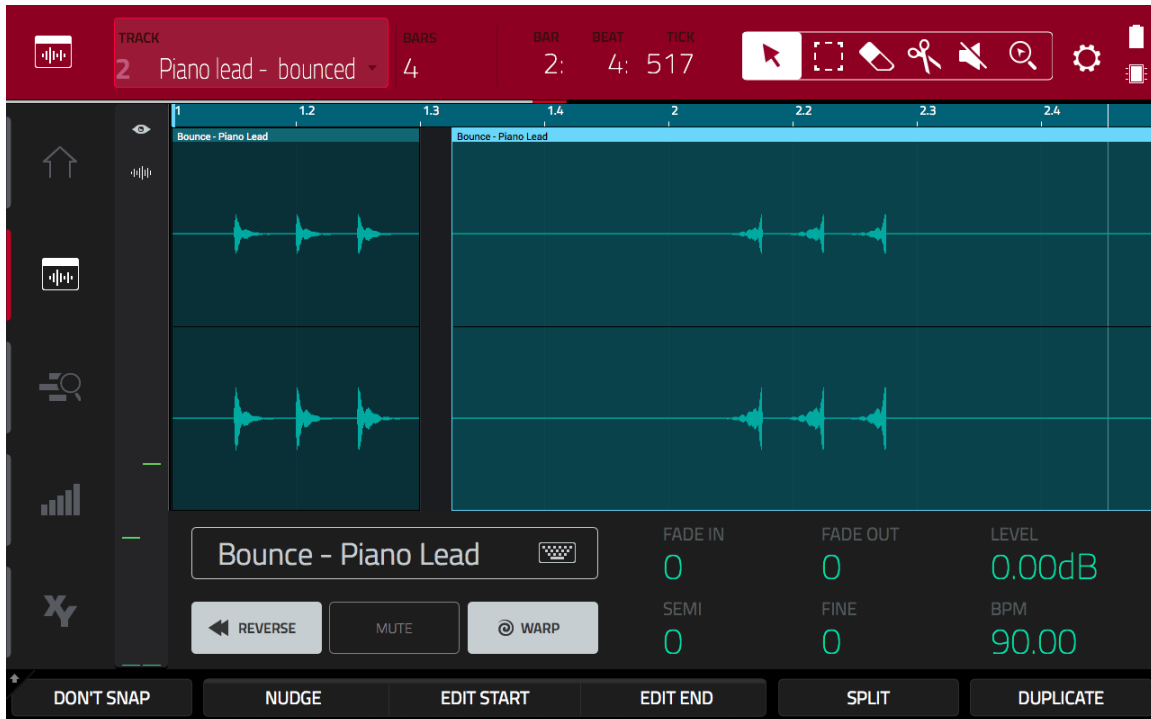 TRACK BARS BAR BEAT TICK
2 Piano lead - bounced 4 2: 4: 517
1 1.2 1.3 1.4 2 2.2 2.3 2.4
Bounce - Piano Lead Bounce - Piano Lead
Bounce - Piano Lead
FADE IN FADE OUT LEVEL
0 0 0.00dB
REVERSE MUTE WARP
SEMI FINE BPM
0 0 90.00
XY
DON'T SNAP NUDGE EDIT START EDIT END SPLIT DUPLICATE